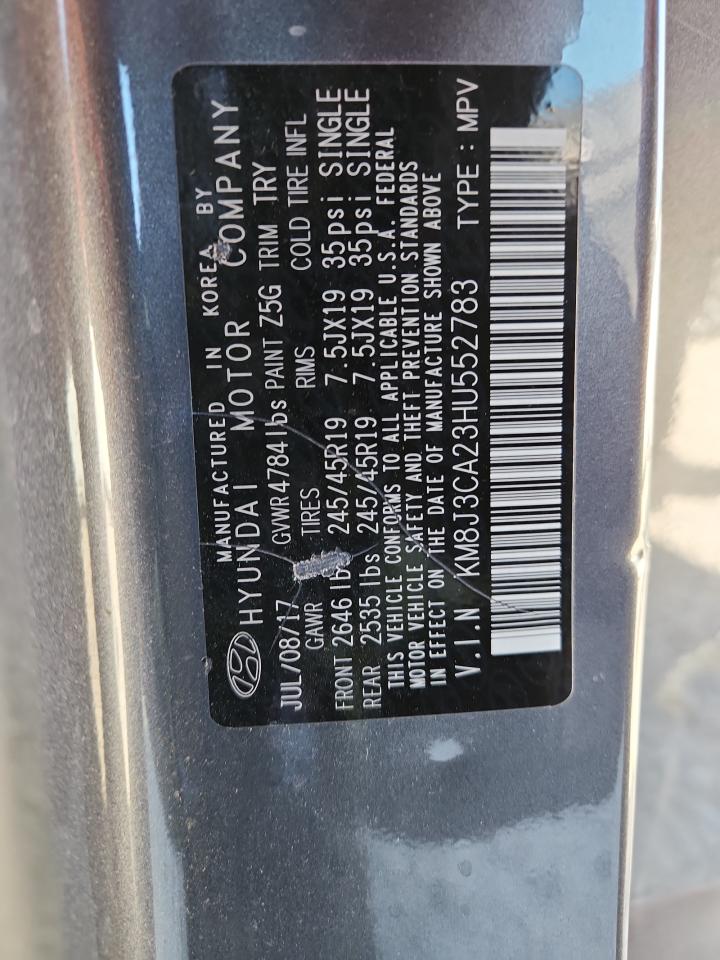 MANUFACTURED IN KOREA BY
HYUNDAI MOTOR COMPANY
JUL/08/17 GVWR 4784 lbs PAINT Z5G TRIM TRY
GAWR TIRES RIMS COLD TIRE INFL
FRONT 2646 lbs 245/45R19 7.5JX19 35psi SINGLE
REAR 2535 lbs 245/45R19 7.5JX19 35psi SINGLE
THIS VEHICLE CONFORMS TO ALL APPLICABLE U.S.A. FEDERAL
MOTOR VEHICLE SAFETY AND THEFT PREVENTION STANDARDS
IN EFFECT ON THE DATE OF MANUFACTURE SHOWN ABOVE
V.I.N KM8J3CA23HU552783 TYPE : MPV